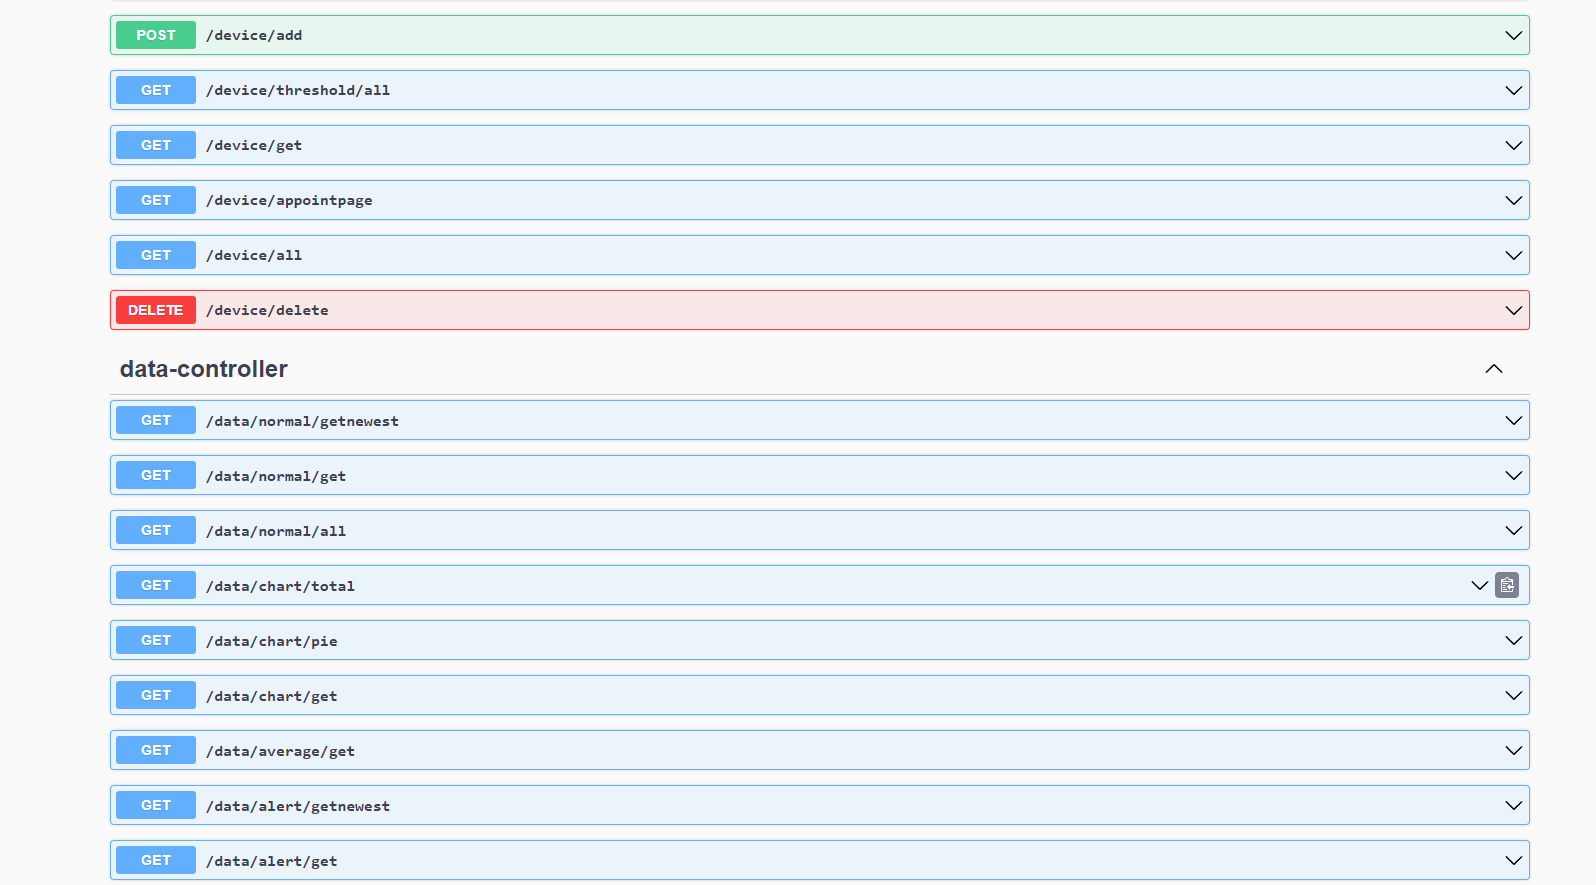 POST /device/add
GET /device/threshold/all
GET /device/get
GET /device/appointpage
GET /device/all
DELETE /device/delete
data-controller
GET /data/normal/getnewest
GET /data/normal/get
GET /data/normal/all
GET /data/chart/total
GET /data/chart/pie
GET /data/chart/get
GET /data/average/get
GET /data/alert/getnewest
GET /data/alert/get